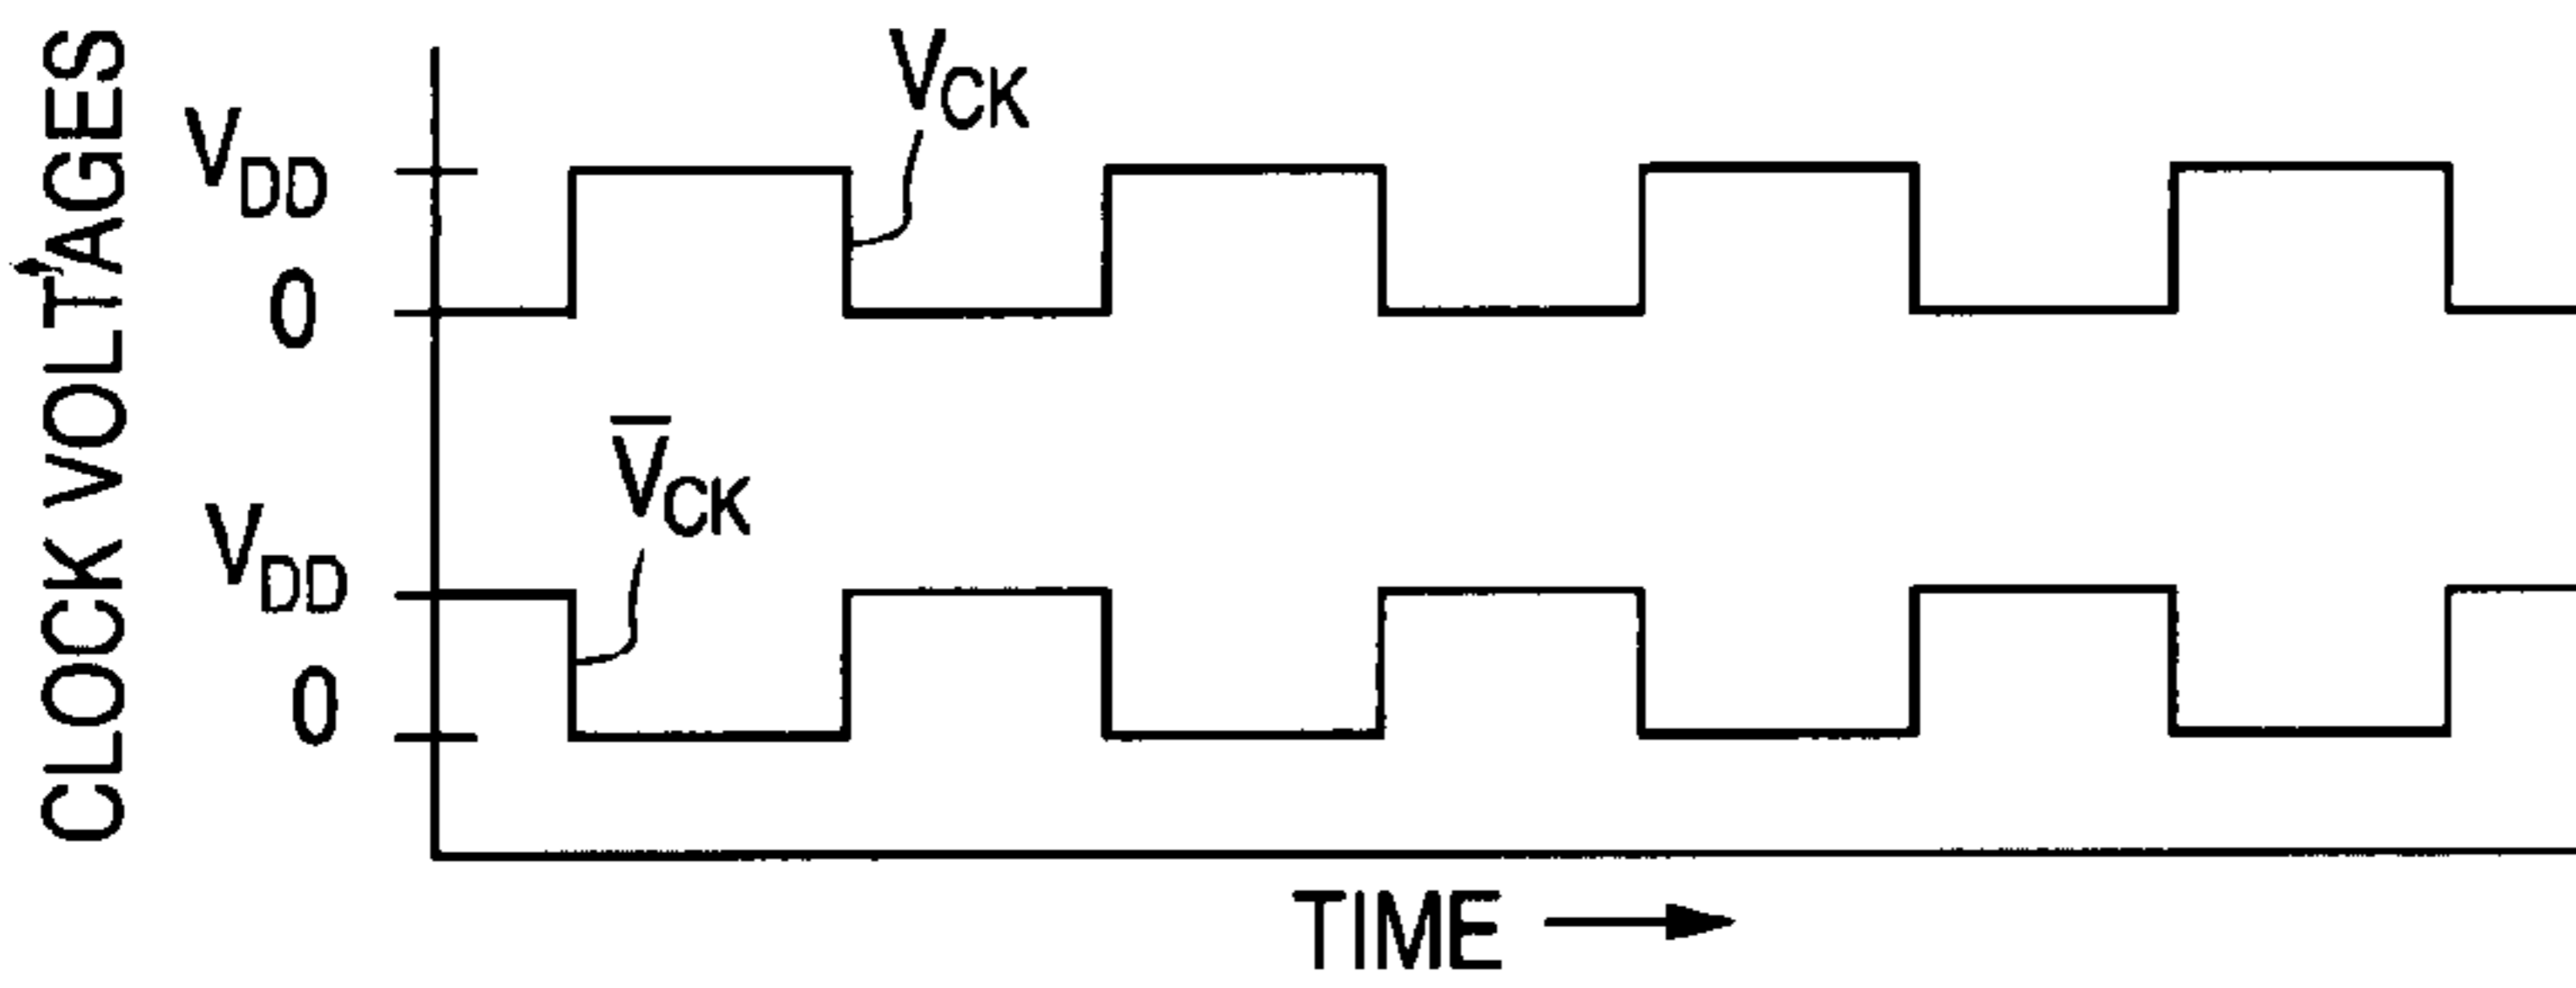 CLOCK VOLTAGES
V_CK
V_DD
0
V̅_CK
V_DD
0
TIME